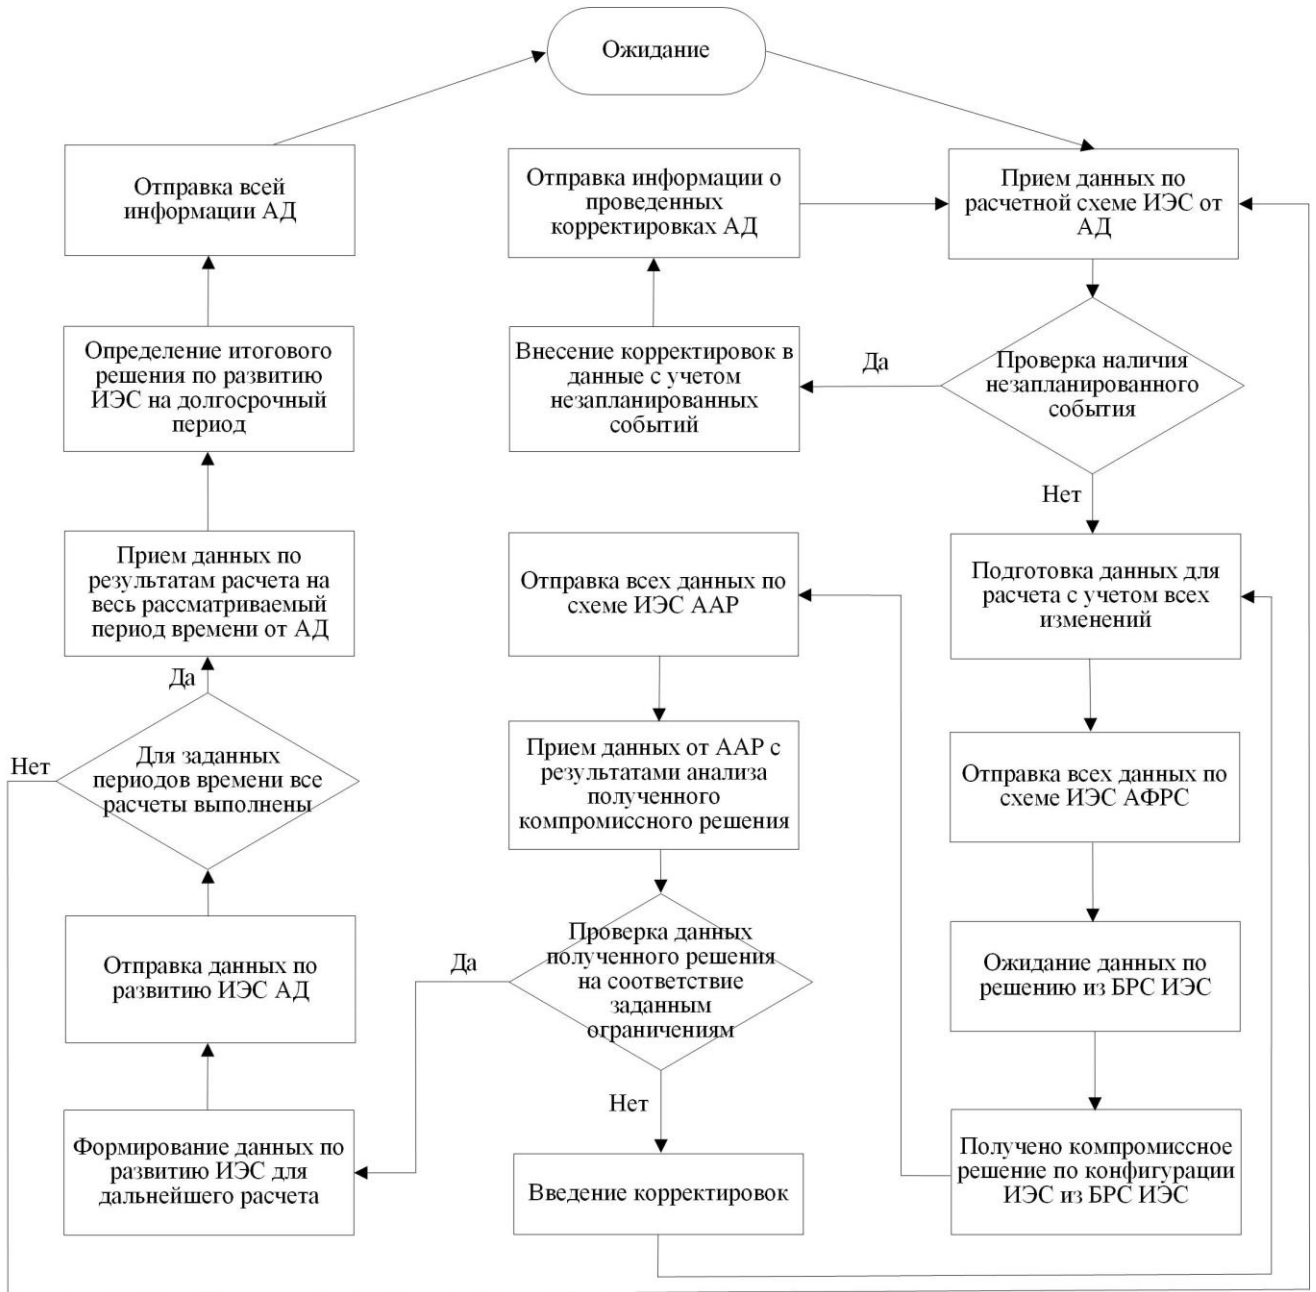 Ожидание
Отправка всей
информации АД
Отправка информации о
проведенных
корректировках АД
Прием данных по
расчетной схеме ИЭС от
АД
Определение итогового
решения по развитию
ИЭС на долгосрочный
период
Внесение корректировок в
данные с учетом
незапланированных
событий
Да
Проверка наличия
незапланированного
события
Нет
Прием данных по
результатам расчета на
весь рассматриваемый
период времени от АД
Отправка всех данных по
схеме ИЭС ААР
Подготовка данных для
расчета с учетом всех
изменений
Да
Нет
Для заданных
периодов времени все
расчеты выполнены
Прием данных от ААР с
результатами анализа
полученного
компромиссного решения
Отправка всех данных по
схеме ИЭС АФРС
Отправка данных по
развитию ИЭС АД
Да
Проверка данных
полученного решения
на соответствие
заданным
ограничениям
Ожидание данных по
решению из БРС ИЭС
Нет
Формирование данных по
развитию ИЭС для
дальнейшего расчета
Введение корректировок
Получено компромиссное
решение по конфигурации
ИЭС из БРС ИЭС